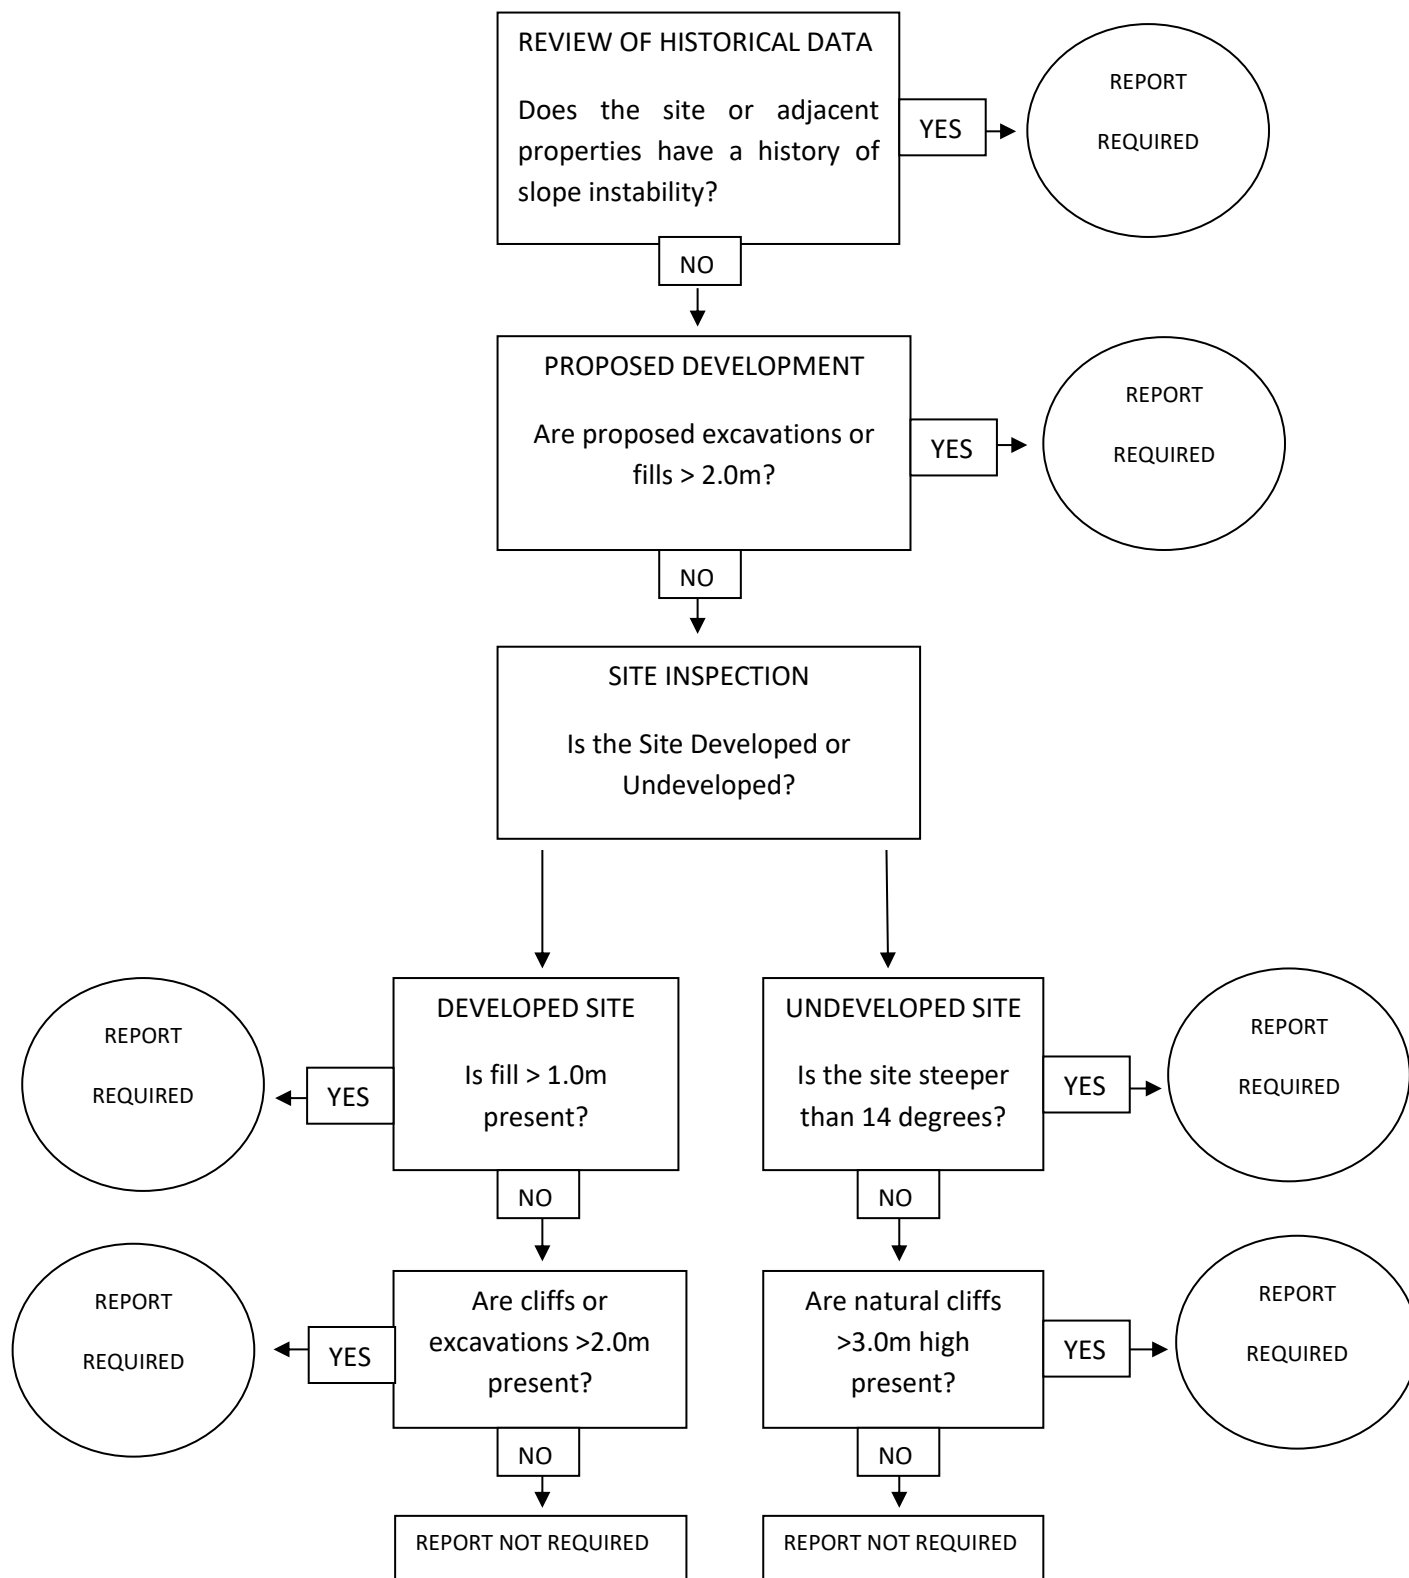 REVIEW OF HISTORICAL DATA
Does the site or adjacent
properties have a history of
slope instability?
YES
REPORT
REQUIRED
NO
PROPOSED DEVELOPMENT
Are proposed excavations or
fills > 2.0m?
YES
REPORT
REQUIRED
NO
SITE INSPECTION
Is the Site Developed or
Undeveloped?
DEVELOPED SITE
Is fill > 1.0m
present?
YES
REPORT
REQUIRED
NO
UNDEVELOPED SITE
Is the site steeper
than 14 degrees?
YES
REPORT
REQUIRED
NO
Are cliffs or
excavations >2.0m
present?
YES
REPORT
REQUIRED
NO
Are natural cliffs
>3.0m high
present?
YES
REPORT
REQUIRED
NO
REPORT NOT REQUIRED
REPORT NOT REQUIRED